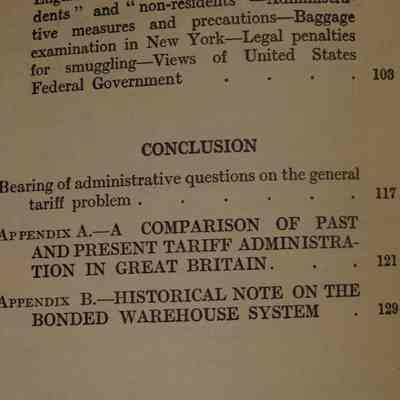 dents" and "non-residents"
tive measures and precautions—Baggage
examination in New York—Legal penalties
for smuggling—Views of United States
Federal Government . . . . 103
CONCLUSION
Bearing of administrative questions on the general
tariff problem . . . . . . 117
APPENDIX A.—A COMPARISON OF PAST
AND PRESENT TARIFF ADMINISTRA-
TION IN GREAT BRITAIN. . . 121
APPENDIX B.—HISTORICAL NOTE ON THE
BONDED WAREHOUSE SYSTEM . 129